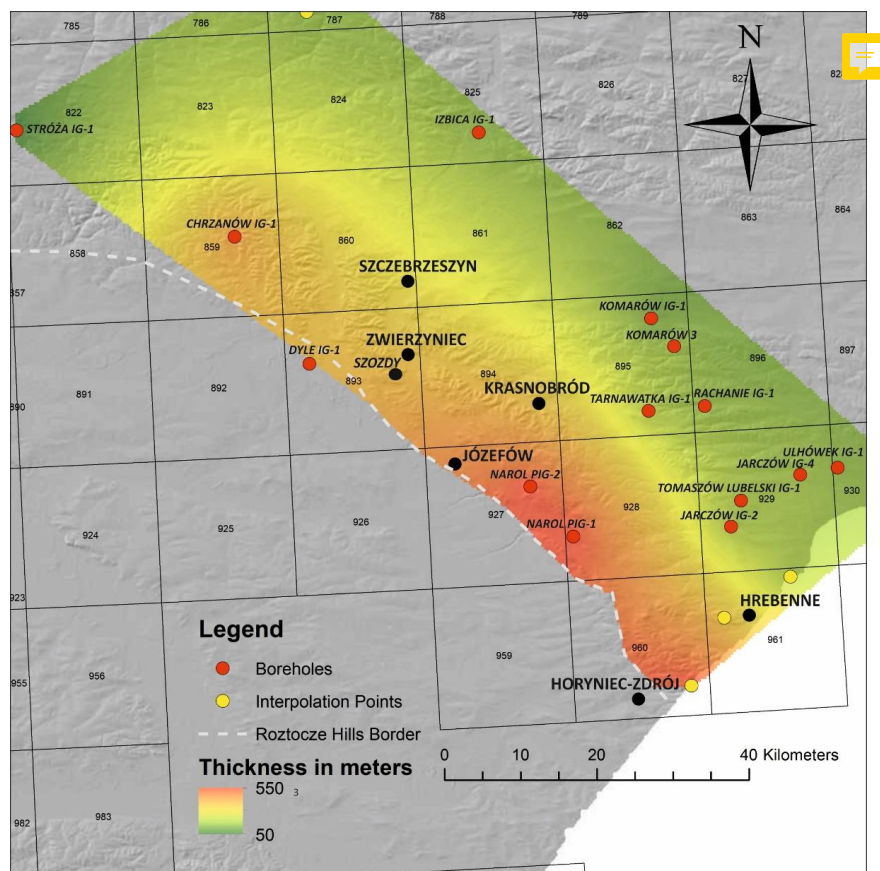 785
786
787
788
789
N
822
823
824
825
826
827
828
STRÓŻA IG-1
IZBICA IG-1
CHRZANÓW IG-1
858
859
860
861
862
863
864
SZCZEBRZESZYN
857
KOMARÓW IG-1
KOMARÓW 3
ZWIERZYNIEC
DYLE IG-1
SZOZDY
890
891
892
893
894
895
896
897
KRASNOBRÓD
TARNAWATKA IG-1
RACHANIE IG-1
JÓZEFÓW
ULHÓWEK IG-1
JARCZÓW IG-4
NAROL PIG-2
TOMASZÓW LUBELSKI IG-1
JARCZÓW IG-2
NAROL PIG-1
923
924
925
926
927
928
929
930
HREBENNE
Legend
Boreholes
Interpolation Points
Roztocze Hills Border
Thickness in meters
550
3
50
955
956
959
960
961
HORYNIEC-ZDRÓJ
0 10 20 40 Kilometers
982
983